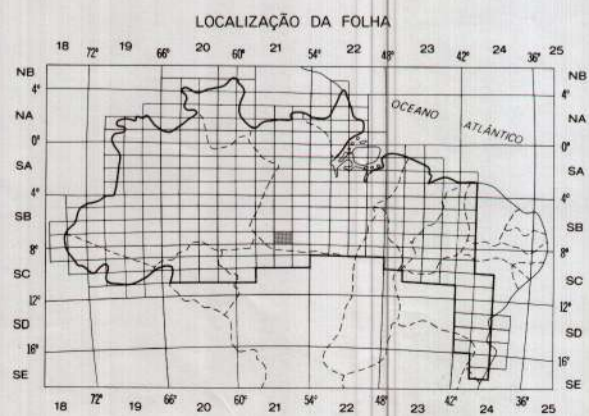 LOCALIZAÇÃO DA FOLHA
18 72° 19 66° 20 60° 21 54° 22 48° 23 42° 24 36° 25
NB NB
4° 4°
NA OCEANO ATLÂNTICO NA
0° 0°
SA SA
4° 4°
SB SB
8° 8°
SC SC
12° 12°
SD SD
16° 16°
SE SE
18 72° 19 66° 20 60° 21 54° 22 48° 23 42° 24 36° 25